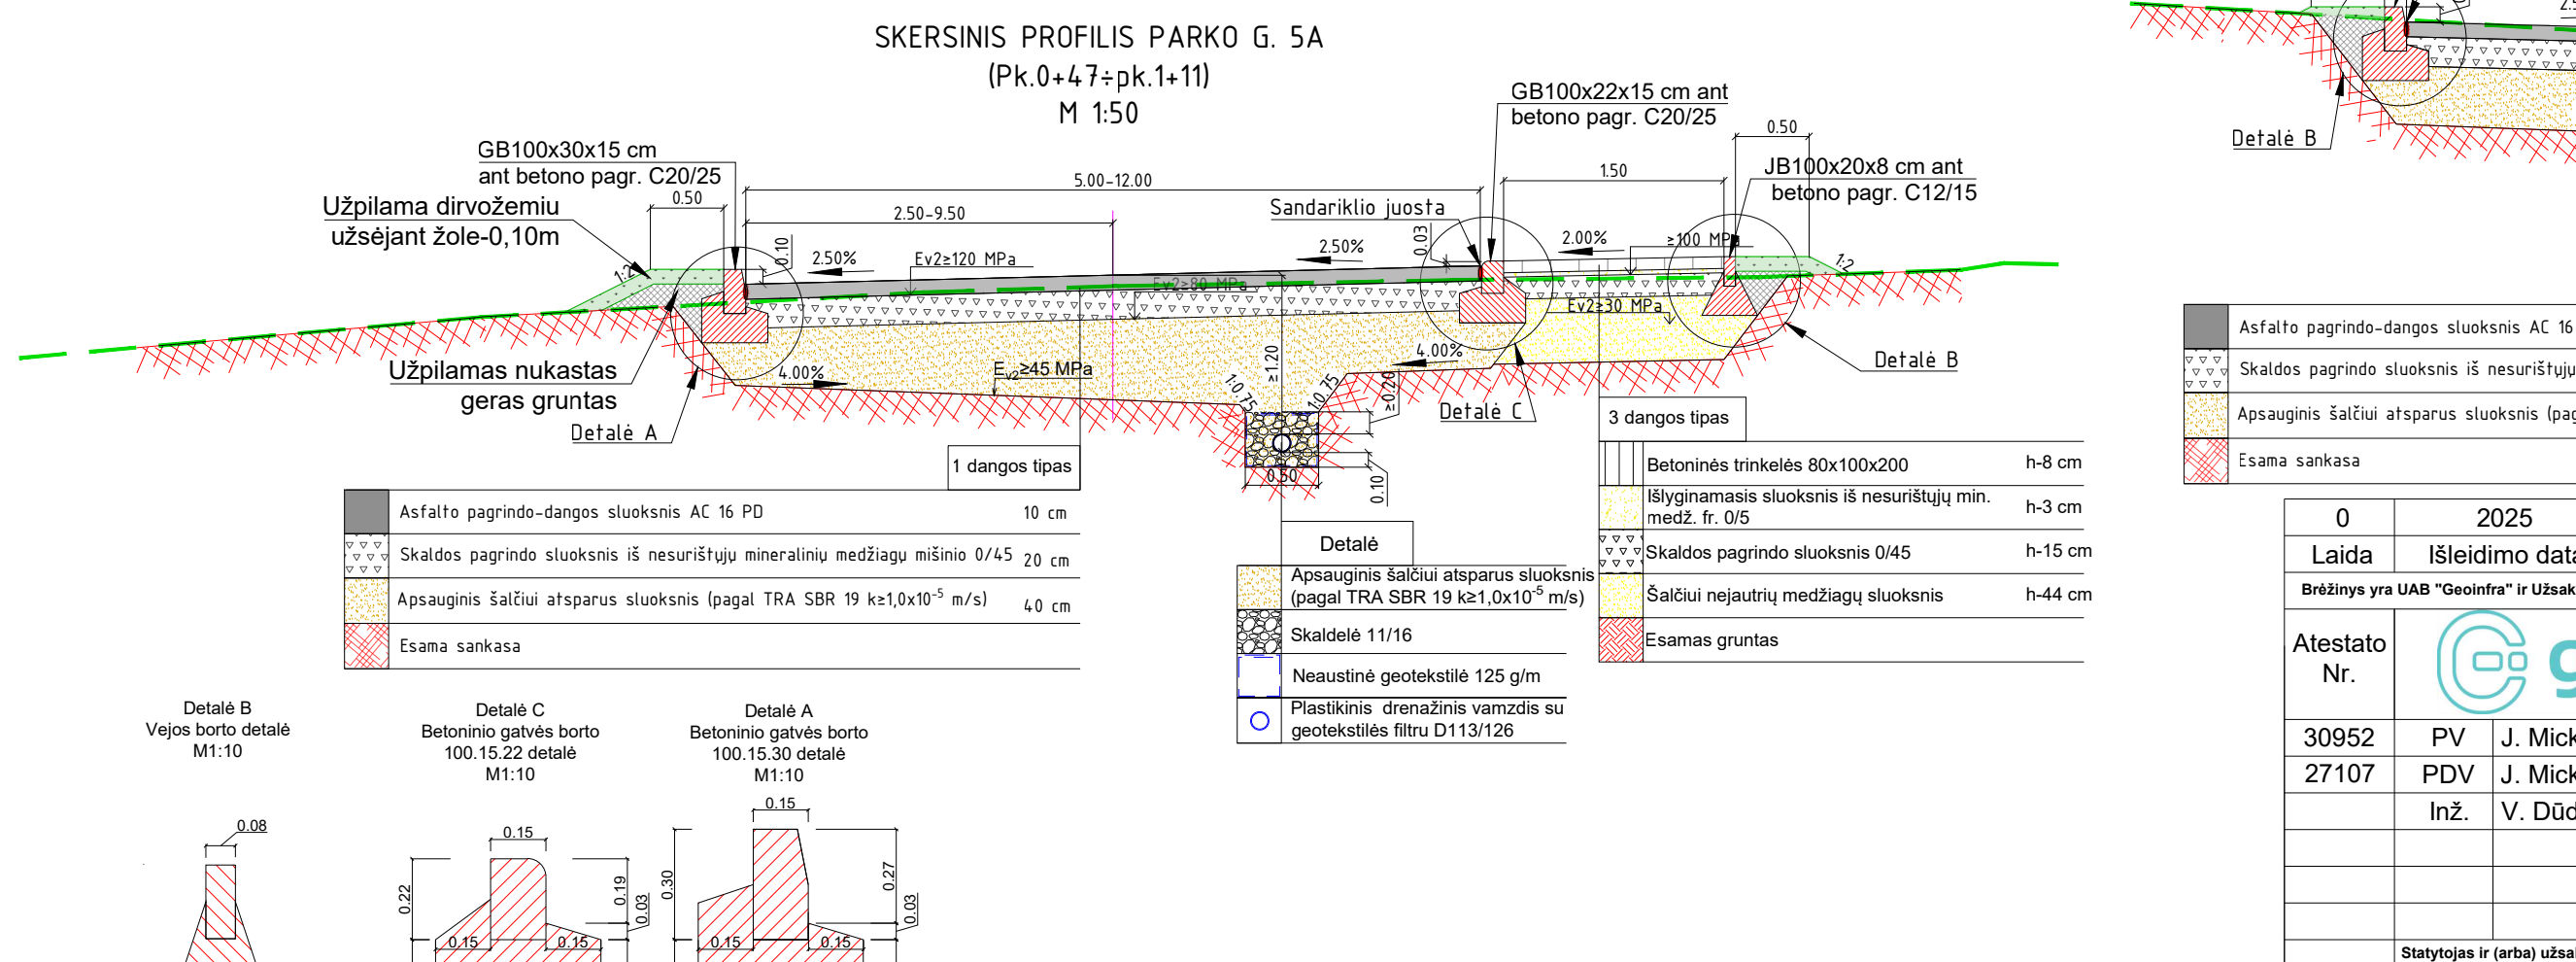 SKERSINIS PROFILIS PARKO G. 5A
(Pk.0+47÷pk.1+11)
M 1:50
GB100x30x15 cm
ant betono pagr. C20/25
Užpilama dirvožemiu
užsėjant žole-0,10m
0.50
1:2
5.00-12.00
2.50-9.50
0.10
2.50%
Ev2≥120 MPa
Ev2≥80 MPa
Sandariklio juosta
2.50%
0.03
GB100x22x15 cm ant
betono pagr. C20/25
1.50
2.00%
≥100 MPa
0.50
JB100x20x8 cm ant
betono pagr. C12/15
1:2
Ev2≥30 MPa
Užpilamas nukastas
geras gruntas
Detalė A
4.00%
Ev2≥45 MPa
≥1.20
1:0.75
1:0.75
≥0.20
4.00%
Detalė C
Detalė B
0.50
0.10
1 dangos tipas
Asfalto pagrindo-dangos sluoksnis AC 16 PD 10 cm
Skaldos pagrindo sluoksnis iš nesurištųjų mineralinių medžiagų mišinio 0/45 20 cm
Apsauginis šalčiui atsparus sluoksnis (pagal TRA SBR 19 k≥1,0x10⁻⁵ m/s) 40 cm
Esama sankasa
Detalė
Apsauginis šalčiui atsparus sluoksnis
(pagal TRA SBR 19 k≥1,0x10⁻⁵ m/s)
Skaldelė 11/16
Neaustinė geotekstilė 125 g/m
Plastikinis drenažinis vamzdis su
geotekstilės filtru D113/126
3 dangos tipas
Betoninės trinkelės 80x100x200 h-8 cm
Išlyginamasis sluoksnis iš nesurištųjų min.
medž. fr. 0/5 h-3 cm
Skaldos pagrindo sluoksnis 0/45 h-15 cm
Šalčiui nejautrių medžiagų sluoksnis h-44 cm
Esamas gruntas
Detalė B
Vejos borto detalė
M1:10
0.08
Detalė C
Betoninio gatvės borto
100.15.22 detalė
M1:10
0.15
0.22
0.19
0.03
0.15
0.15
Detalė A
Betoninio gatvės borto
100.15.30 detalė
M1:10
0.15
0.30
0.27
0.03
0.15
0.15
Detalė B
Asfalto pagrindo-dangos sluoksnis AC 16
Skaldos pagrindo sluoksnis iš nesurištųjų
Apsauginis šalčiui atsparus sluoksnis (pag
Esama sankasa
0 2025
Laida Išleidimo data
Brėžinys yra UAB "Geoinfra" ir Užsak
Atestato
Nr.
g
30952 PV J. Mick
27107 PDV J. Mick
Inž. V. Dūd
Statytojas ir (arba) užsak